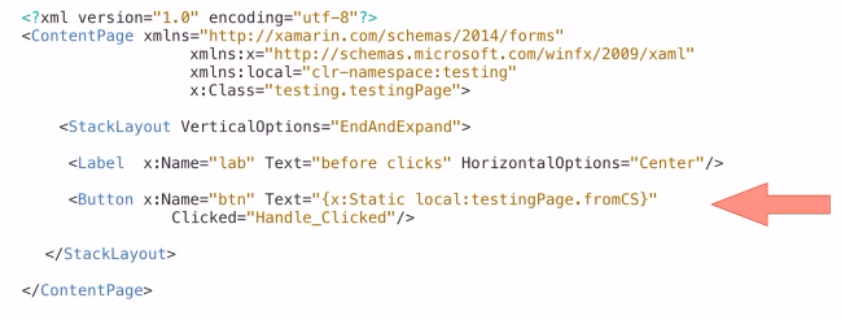 <?xml version="1.0" encoding="utf-8"?>
<ContentPage xmlns="http://xamarin.com/schemas/2014/forms"
xmlns:x="http://schemas.microsoft.com/winfx/2009/xaml"
xmlns:local="clr-namespace:testing"
x:Class="testing.testingPage">
<StackLayout VerticalOptions="EndAndExpand">
<Label x:Name="lab" Text="before clicks" HorizontalOptions="Center"/>
<Button x:Name="btn" Text="{x:Static local:testingPage.fromCS}"
Clicked="Handle_Clicked"/>
</StackLayout>
</ContentPage>